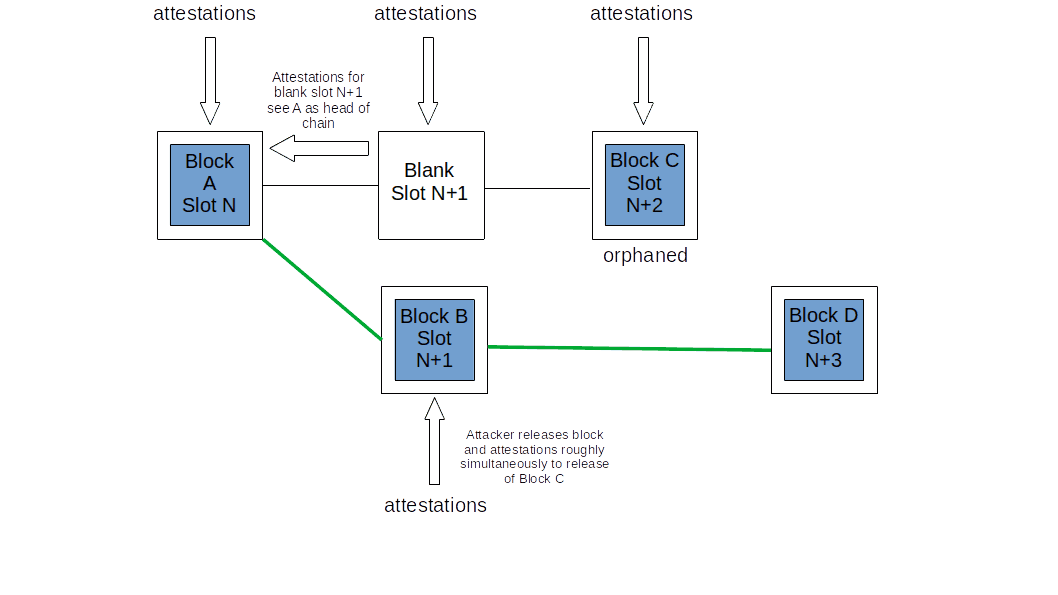 attestations
attestations
attestations
Attestations for
blank slot N+1
see A as head of
chain
Block
A
Slot N
Blank
Slot N+1
Block C
Slot
N+2
orphaned
Block B
Slot
N+1
Block D
Slot
N+3
Attacker releases block
and attestations roughly
simultaneously to release
of Block C
attestations